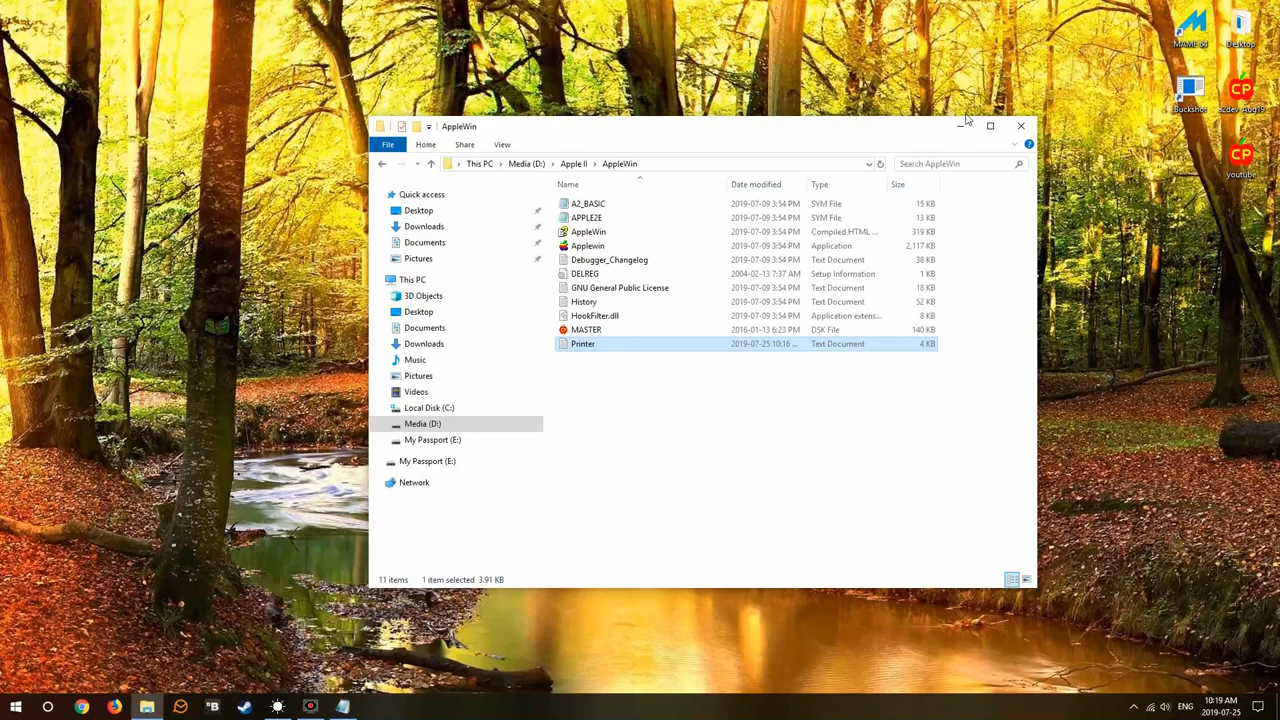 MAME 64
Desktop
Buckshot
CP
CP
youtube
AppleWin
File
Home
Share
View
This PC
Media (D:)
Apple II
AppleWin
Search AppleWin
Name
Date modified
Type
Size
Quick access
Desktop
Downloads
Documents
Pictures
This PC
3D Objects
Desktop
Documents
Downloads
Music
Pictures
Videos
Local Disk (C:)
Media (D:)
My Passport (E:)
My Passport (E:)
Network
A2_BASIC 2019-07-09 3:54 PM SYM File 15 KB
APPLE2E 2019-07-09 3:54 PM SYM File 13 KB
AppleWin 2019-07-09 3:54 PM Compiled HTML ... 319 KB
Applewin 2019-07-09 3:54 PM Application 2,117 KB
Debugger_Changelog 2019-07-09 3:54 PM Text Document 38 KB
DELREG 2004-02-13 7:37 AM Setup Information 1 KB
GNU General Public License 2019-07-09 3:54 PM Text Document 18 KB
History 2019-07-09 3:54 PM Text Document 52 KB
HookFilter.dll 2019-07-09 3:54 PM Application extens... 8 KB
MASTER 2016-01-13 6:23 PM DSK File 140 KB
Printer 2019-07-25 10:16 ... Text Document 4 KB
11 items 1 item selected 3.91 KB
B
ENG
10:19 AM
2019-07-25